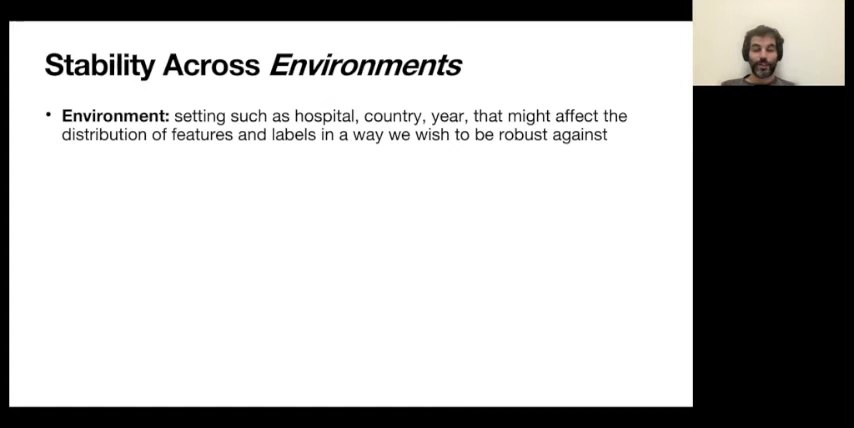 Stability Across Environments
• Environment: setting such as hospital, country, year, that might affect the
distribution of features and labels in a way we wish to be robust against